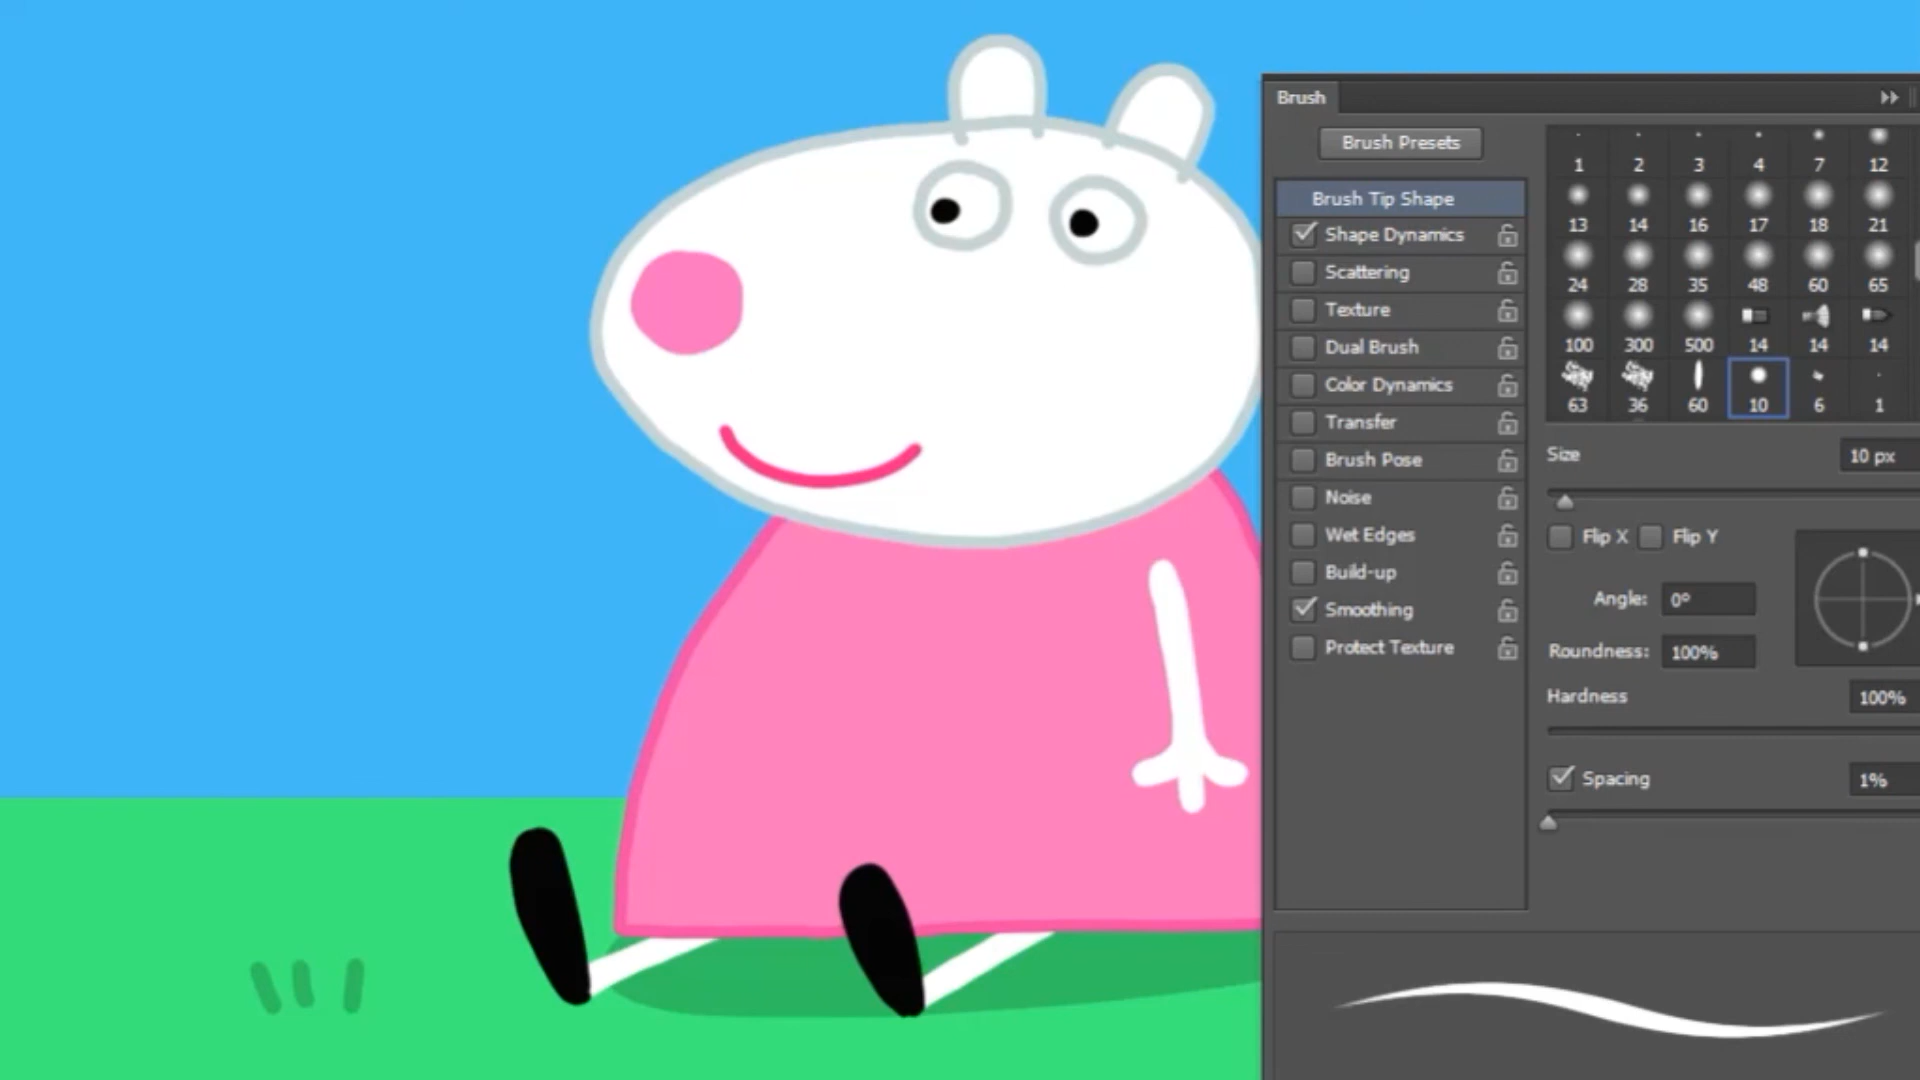 Brush
Brush Presets
1 2 3 4 7 12
Brush Tip Shape
13 14 16 17 18 21
Shape Dynamics
Scattering
24 28 35 48 60 65
Texture
Dual Brush
100 300 500 14 14 14
Color Dynamics
63 36 60 10 6 1
Transfer
Brush Pose
Size 10 px
Noise
Wet Edges
Flip X Flip Y
Build-up
Angle: 0º
Smoothing
Protect Texture
Roundness: 100%
Hardness 100%
Spacing 1%